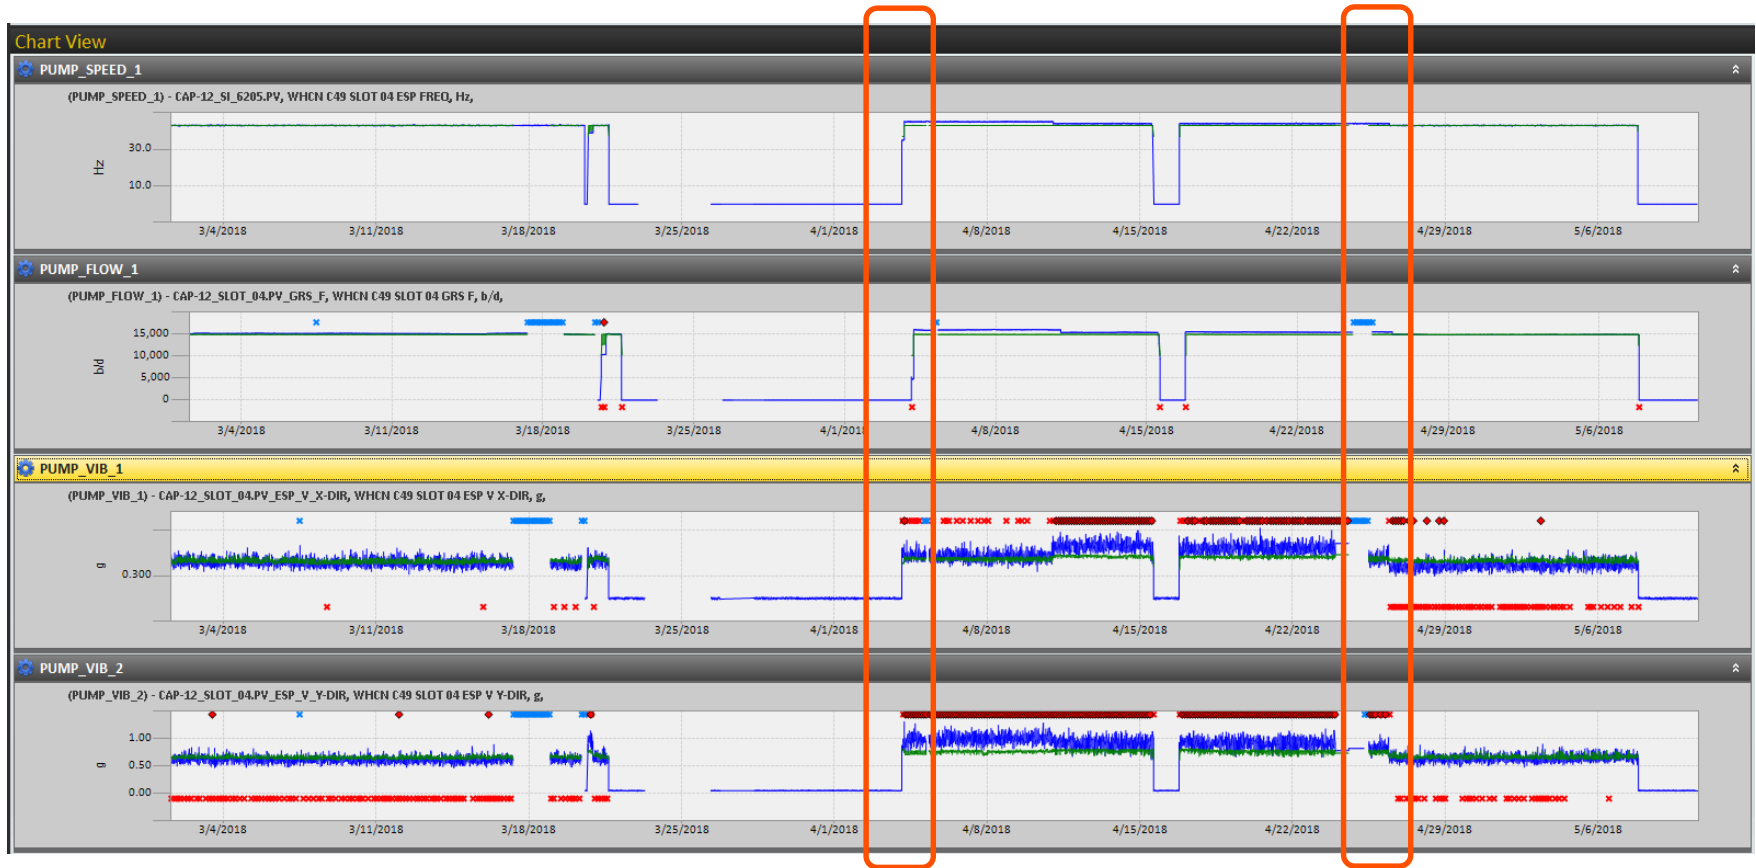 Chart View
PUMP_SPEED_1
(PUMP_SPEED_1) - CAP-12_SI_6205.PV, WHCN C49 SLOT 04 ESP FREQ, Hz,
30.0
Hz
10.0
3/4/2018 3/11/2018 3/18/2018 3/25/2018 4/1/2018 4/8/2018 4/15/2018 4/22/2018 4/29/2018 5/6/2018
PUMP_FLOW_1
(PUMP_FLOW_1) - CAP-12_SLOT_04.PV_GRS_F, WHCN C49 SLOT 04 GRS F, b/d,
15,000
10,000
b/d
5,000
0
3/4/2018 3/11/2018 3/18/2018 3/25/2018 4/1/2018 4/8/2018 4/15/2018 4/22/2018 4/29/2018 5/6/2018
PUMP_VIB_1
(PUMP_VIB_1) - CAP-12_SLOT_04.PV_ESP_V_X-DIR, WHCN C49 SLOT 04 ESP V X-DIR, g,
g
0.300
3/4/2018 3/11/2018 3/18/2018 3/25/2018 4/1/2018 4/8/2018 4/15/2018 4/22/2018 4/29/2018 5/6/2018
PUMP_VIB_2
(PUMP_VIB_2) - CAP-12_SLOT_04.PV_ESP_V_Y-DIR, WHCN C49 SLOT 04 ESP V Y-DIR, g,
1.00
g
0.50
0.00
3/4/2018 3/11/2018 3/18/2018 3/25/2018 4/1/2018 4/8/2018 4/15/2018 4/22/2018 4/29/2018 5/6/2018